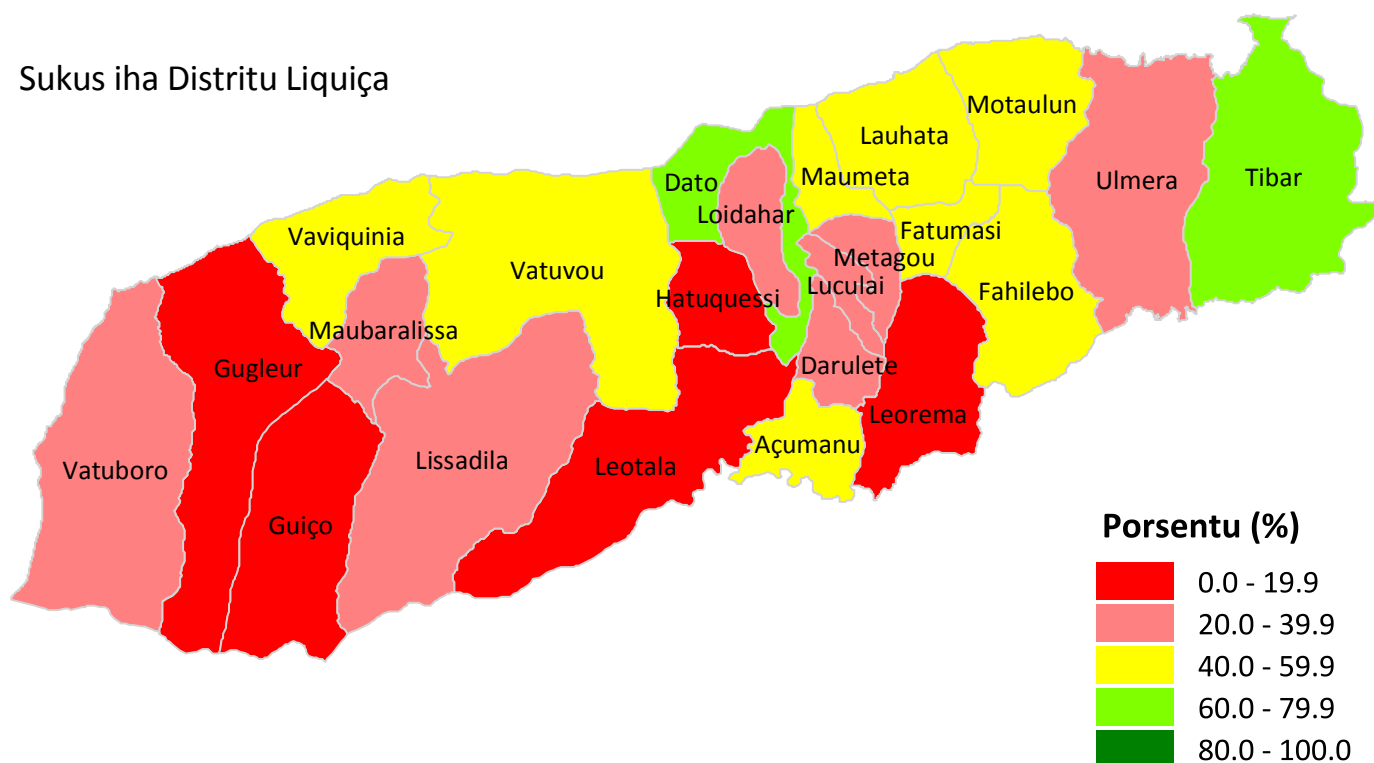 Sukus iha Distritu Liquiça
Motaulun
Lauhata
Maumeta
Ulmera
Tibar
Dato
Loidahar
Vaviquinia
Fatumasi
Metagou
Vatuvou
Luculai
Hatuquessi
Fahilebo
Maubaralissa
Gugleur
Darulete
Leorema
Açumanu
Lissadila
Leotala
Vatuboro
Guiço
Porsentu (%)
0.0 - 19.9
20.0 - 39.9
40.0 - 59.9
60.0 - 79.9
80.0 - 100.0